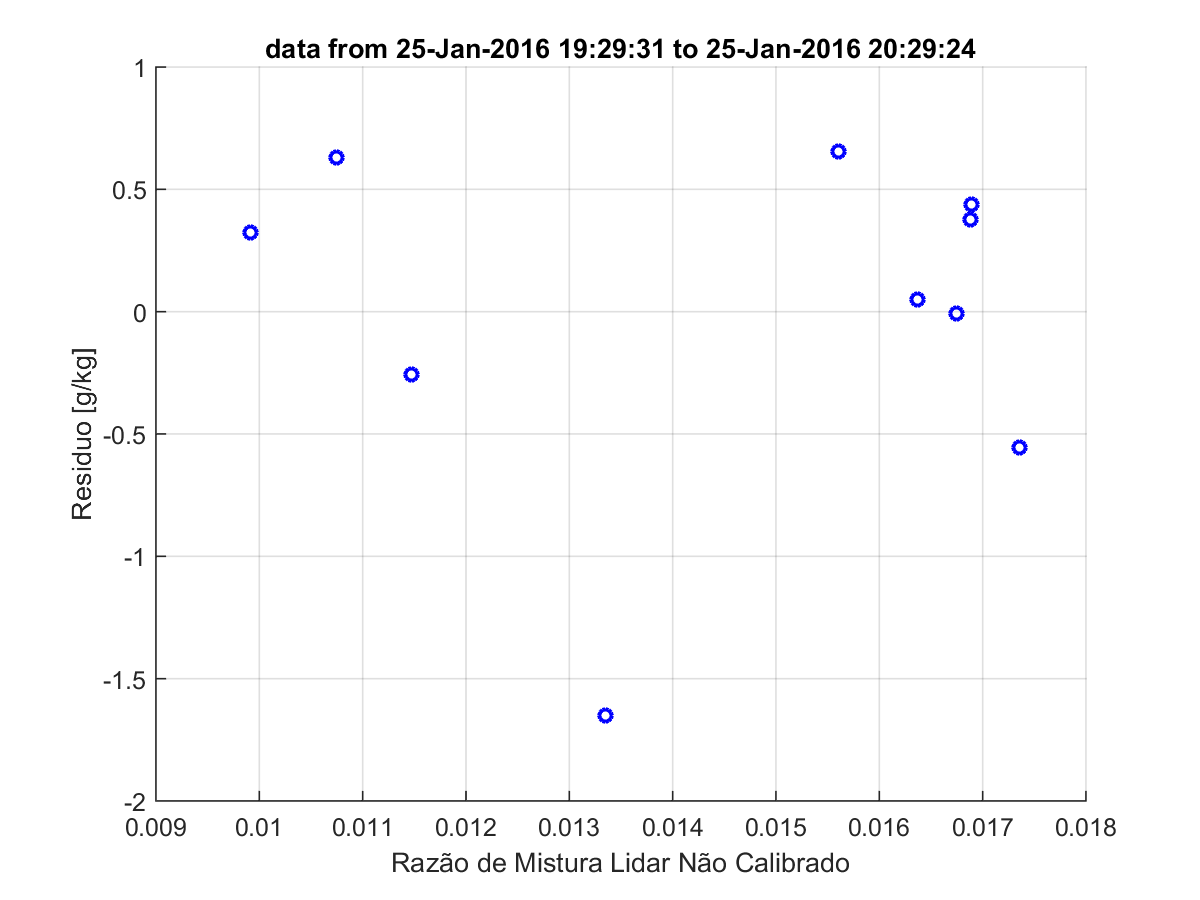 data from 25-Jan-2016 19:29:31 to 25-Jan-2016 20:29:24
1
0.5
0
-0.5
-1
-1.5
-2
Residuo [g/kg]
0.009 0.01 0.011 0.012 0.013 0.014 0.015 0.016 0.017 0.018
Razão de Mistura Lidar Não Calibrado